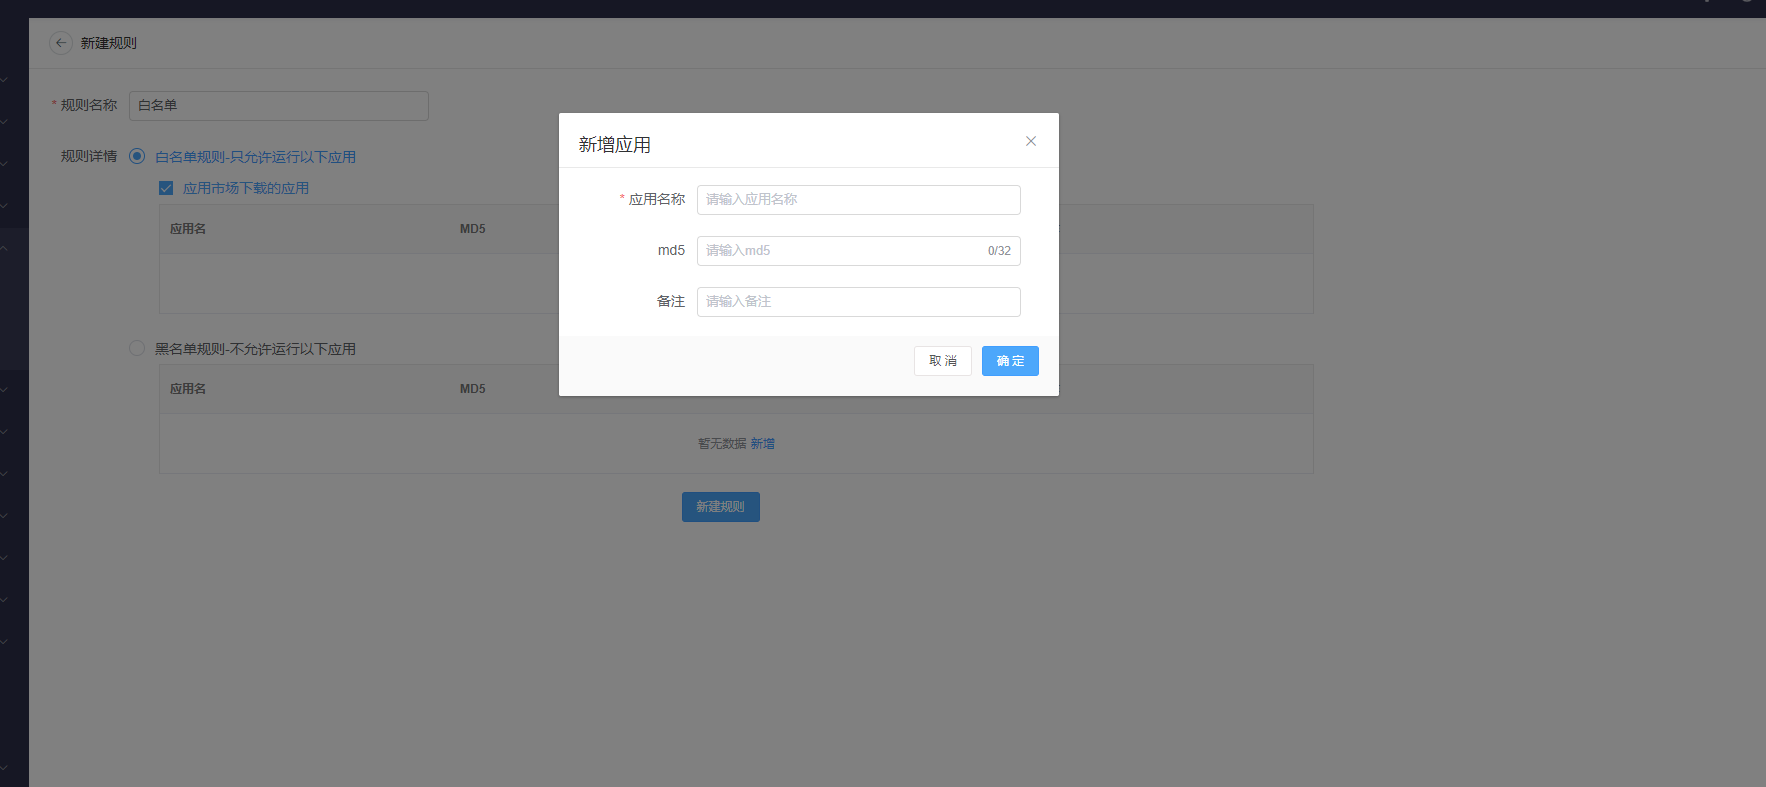 新建规则
* 规则名称 白名单
规则详情 白名单规则-只允许运行以下应用
应用市场下载的应用
应用名 MD5
黑名单规则-不允许运行以下应用
应用名 MD5
暂无数据 新增
新建规则
新增应用
* 应用名称 请输入应用名称
md5 请输入md5 0/32
备注 请输入备注
取 消 确 定